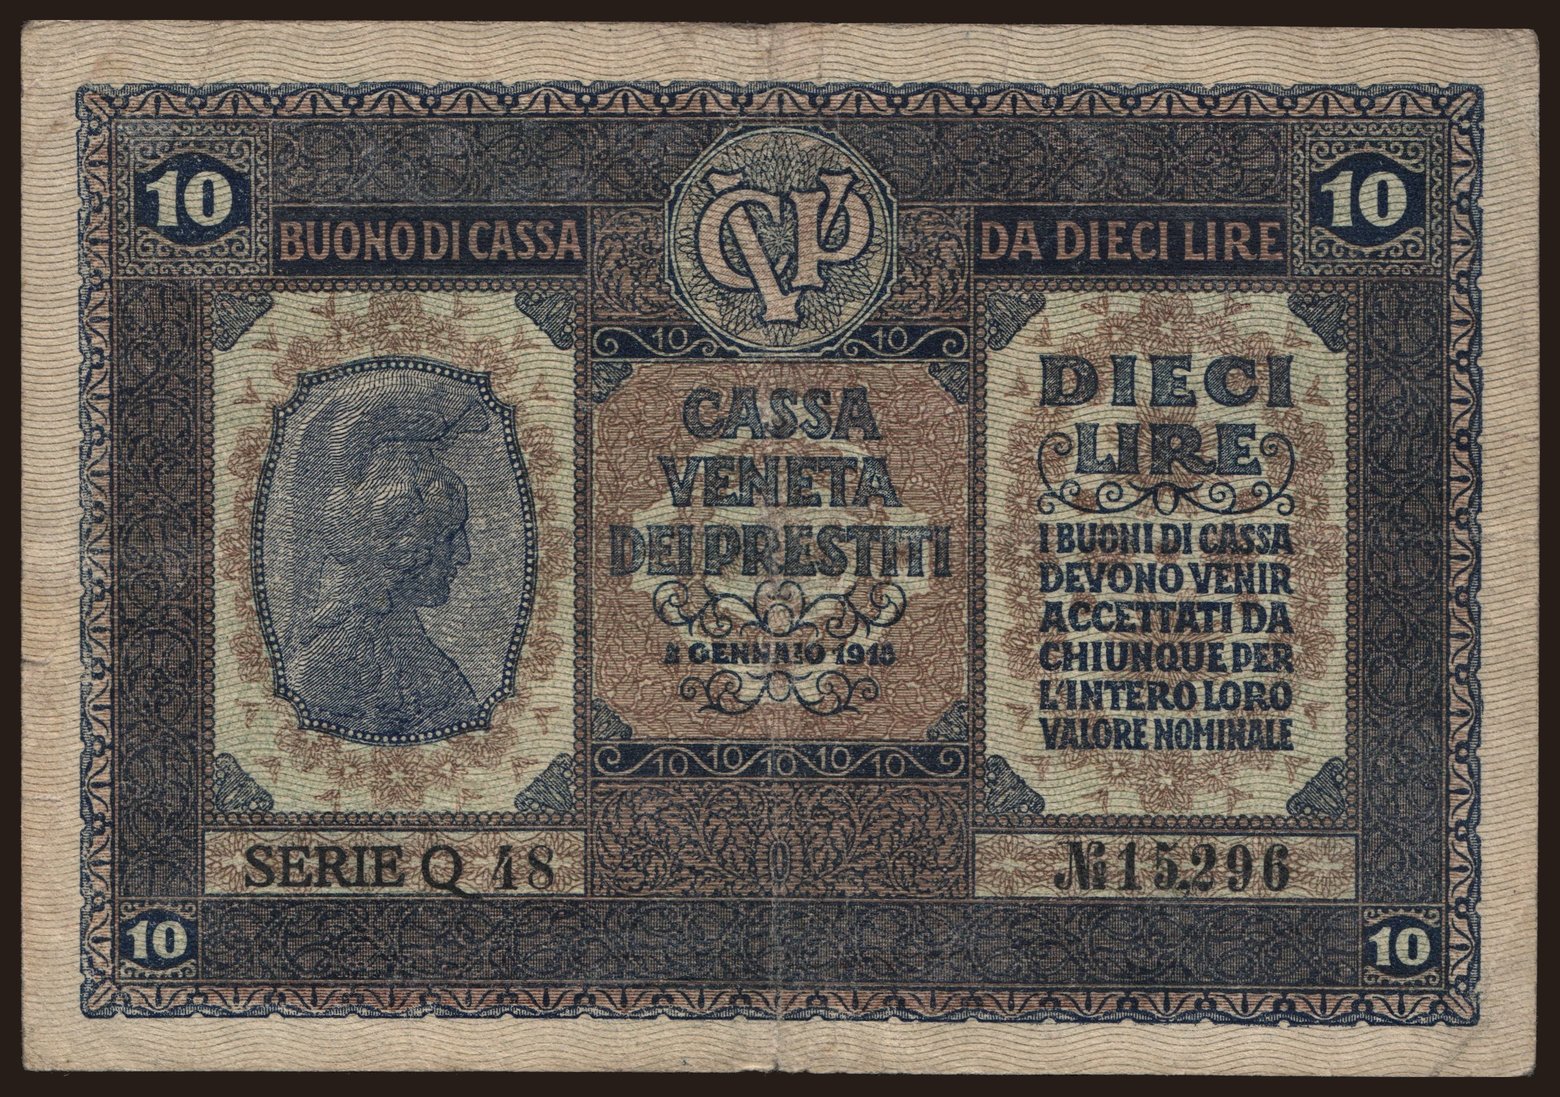 10
CVP
10
BUONO DI CASSA
DA DIECI LIRE
10 10
CASSA
VENETA
DEI PRESTITI
2 GENNAIO 1918
10 10 10 10 10
DIECI
LIRE
I BUONI DI CASSA
DEVONO VENIR
ACCETTATI DA
CHIUNQUE PER
L'INTERO LORO
VALORE NOMINALE
SERIE Q 48
№ 15.296
10
10